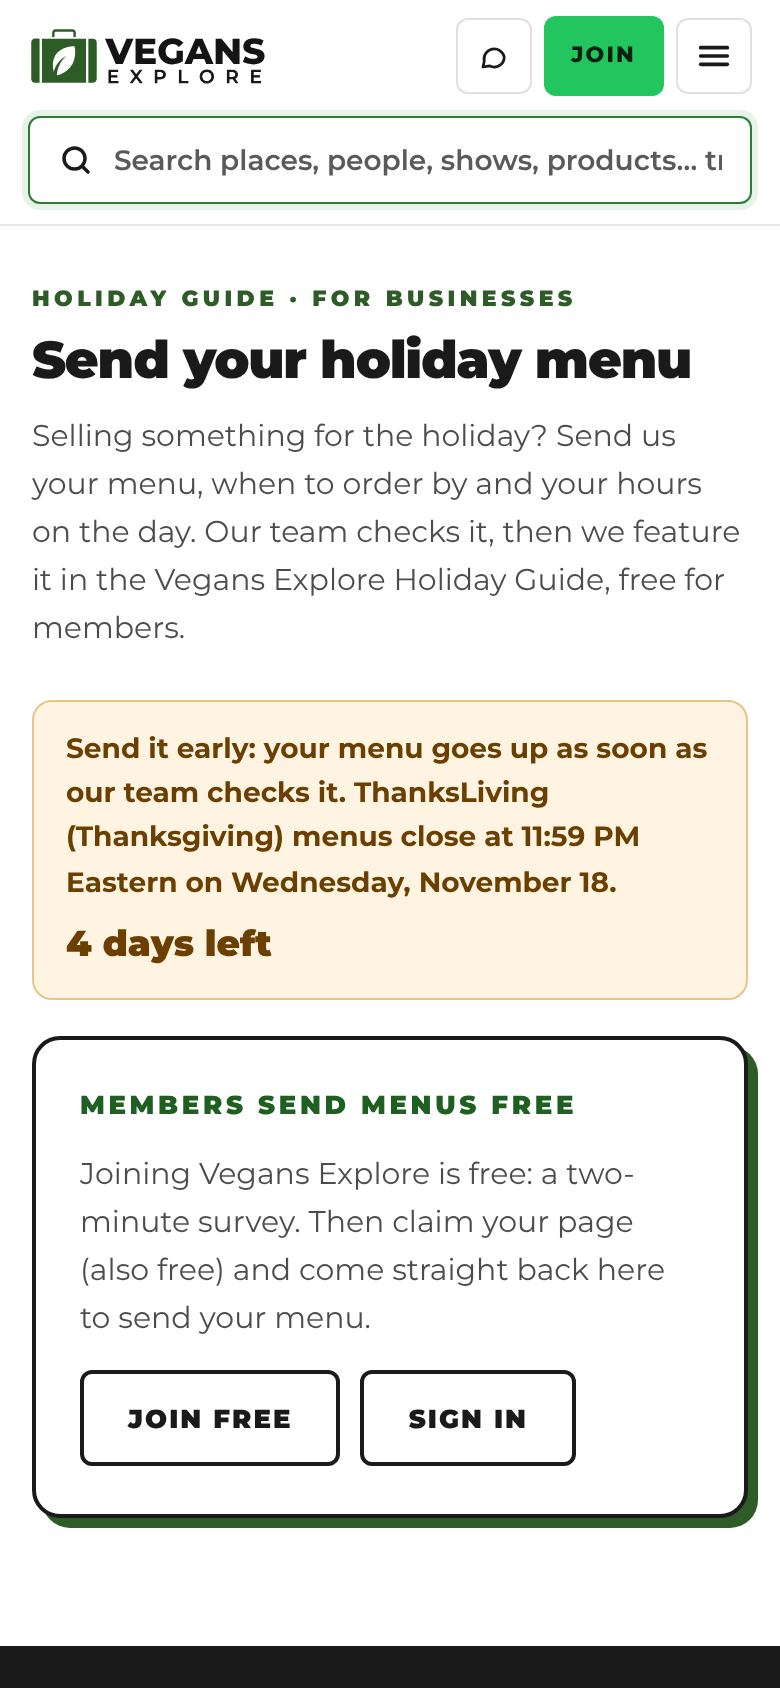 VEGANS
EXPLORE
JOIN
Search places, people, shows, products...
HOLIDAY GUIDE • FOR BUSINESSES
Send your holiday menu
Selling something for the holiday? Send us
your menu, when to order by and your hours
on the day. Our team checks it, then we feature
it in the Vegans Explore Holiday Guide, free for
members.
Send it early: your menu goes up as soon as
our team checks it. ThanksLiving
(Thanksgiving) menus close at 11:59 PM
Eastern on Wednesday, November 18.
4 days left
MEMBERS SEND MENUS FREE
Joining Vegans Explore is free: a two-
minute survey. Then claim your page
(also free) and come straight back here
to send your menu.
JOIN FREE
SIGN IN